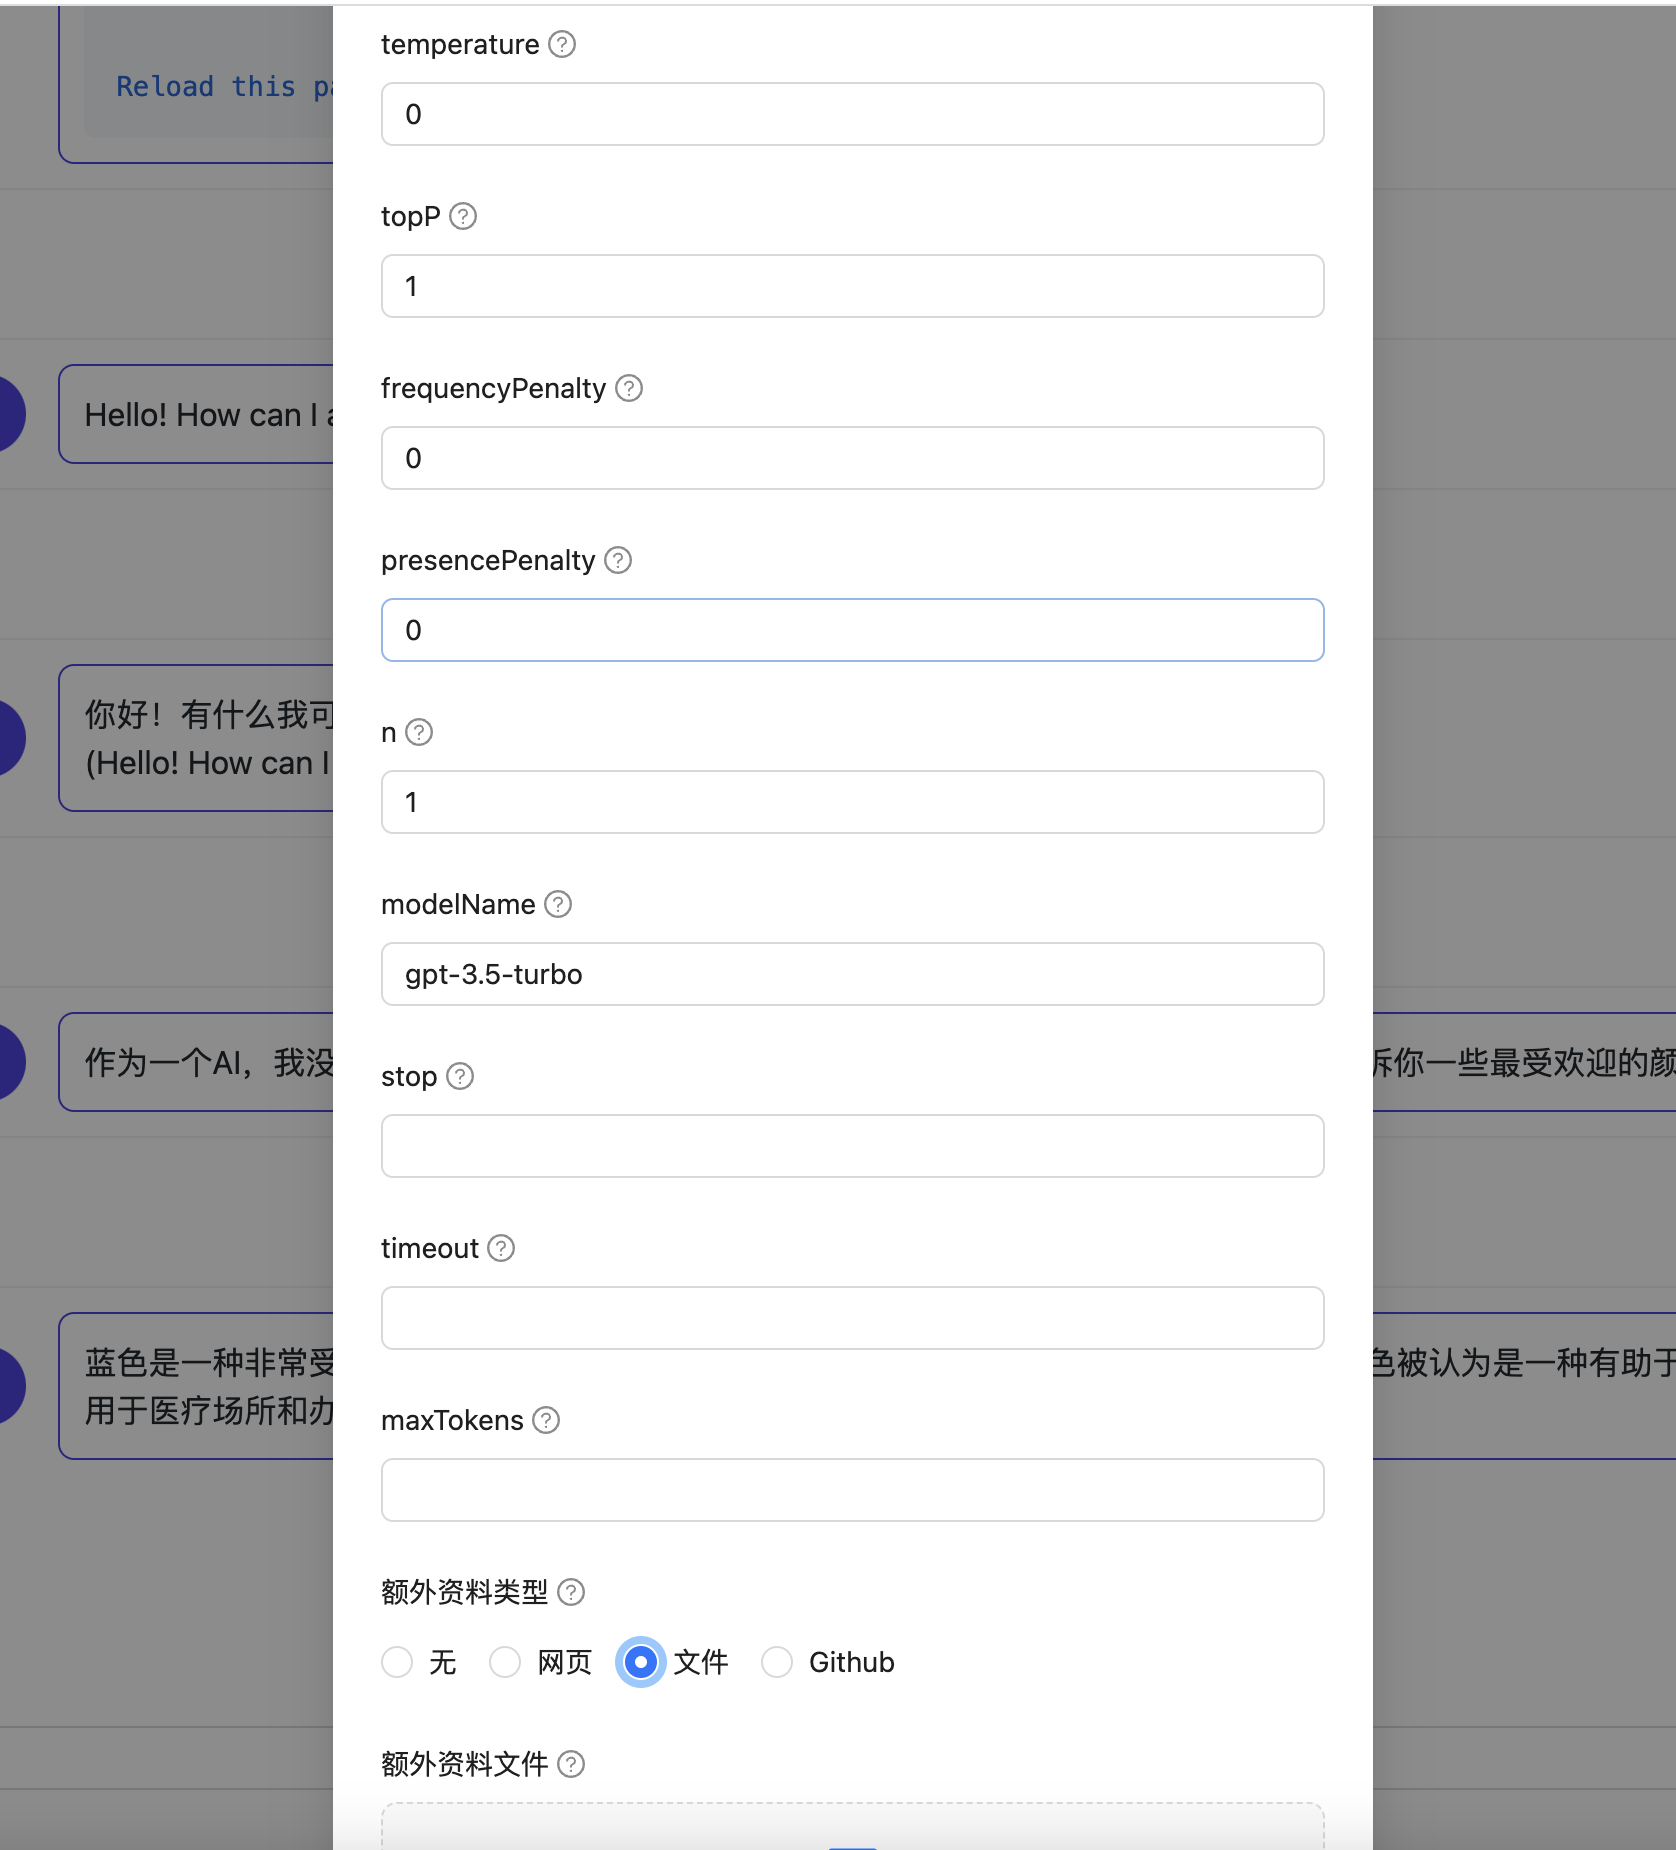 Reload this
temperature
0
topP
1
frequencyPenalty
0
presencePenalty
0
Hello! How can I
n
1
你好！有什么我可
(Hello! How can I
modelName
gpt-3.5-turbo
stop
作为一个AI，我没
诉你一些最受欢迎的颜
timeout
蓝色是一种非常受
用于医疗场所和办
色被认为是一种有助于
maxTokens
额外资料类型
无 网页 文件 Github
额外资料文件